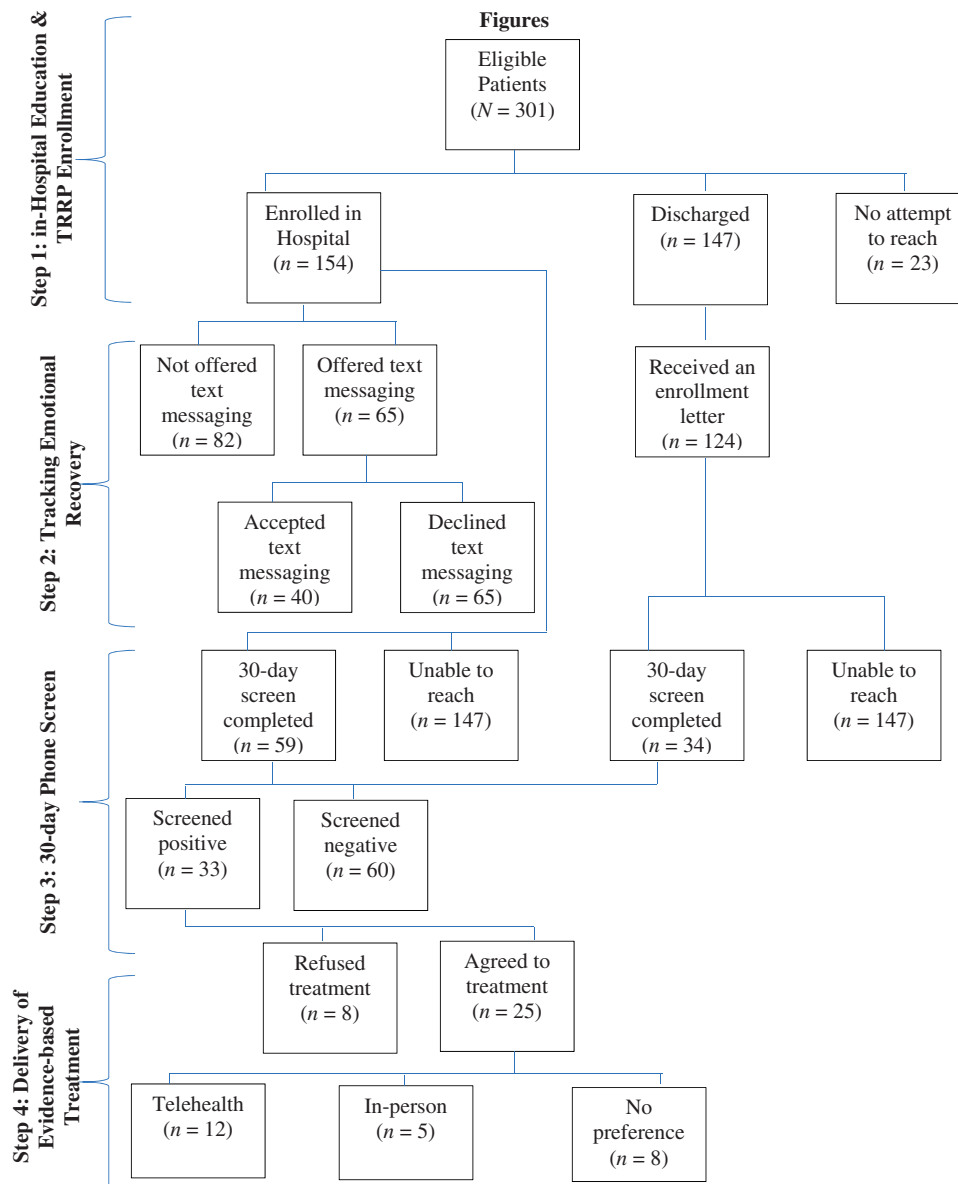 Figures
Step 1: in-Hospital Education &
TRRP Enrollment
Eligible
Patients
(N = 301)
Enrolled in
Hospital
(n = 154)
Discharged
(n = 147)
No attempt
to reach
(n = 23)
Step 2: Tracking Emotional
Recovery
Not offered
text
messaging
(n = 82)
Offered text
messaging
(n = 65)
Received an
enrollment
letter
(n = 124)
Accepted
text
messaging
(n = 40)
Declined
text
messaging
(n = 65)
Step 3: 30-day Phone Screen
30-day
screen
completed
(n = 59)
Unable to
reach
(n = 147)
30-day
screen
completed
(n = 34)
Unable to
reach
(n = 147)
Screened
positive
(n = 33)
Screened
negative
(n = 60)
Step 4: Delivery of
Evidence-based
Treatment
Refused
treatment
(n = 8)
Agreed to
treatment
(n = 25)
Telehealth
(n = 12)
In-person
(n = 5)
No
preference
(n = 8)